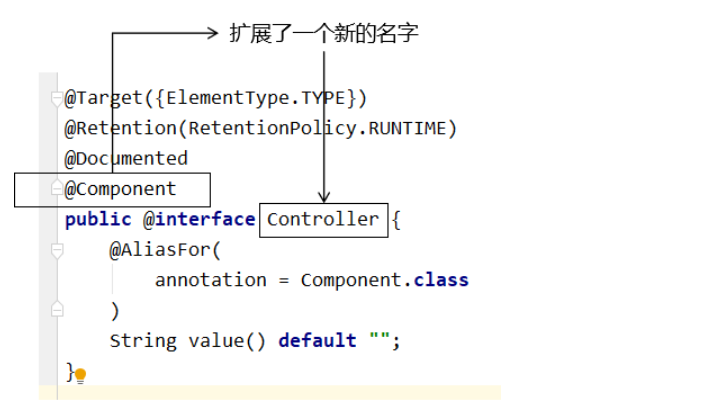 扩展了一个新的名字
@Target({ElementType.TYPE})
@Retention(RetentionPolicy.RUNTIME)
@Documented
@Component
public @interface Controller {
    @AliasFor(
        annotation = Component.class
    )
    String value() default "";
}